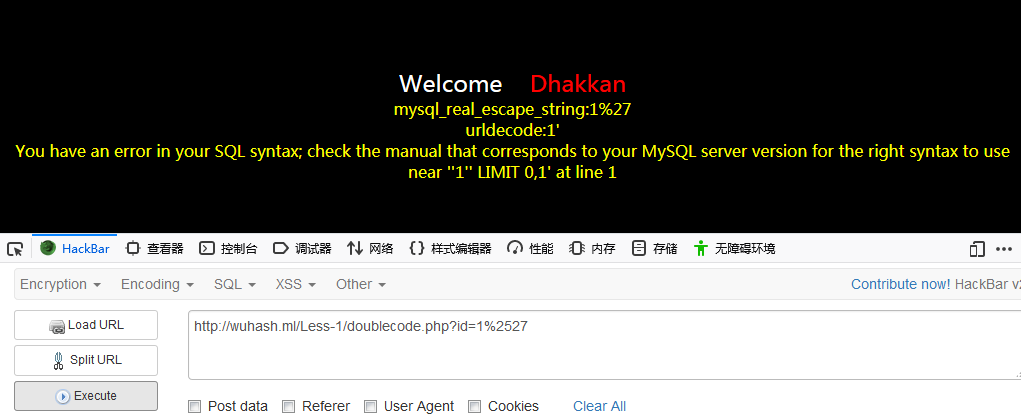 Welcome Dhakkan
mysql_real_escape_string:1%27
urldecode:1'
You have an error in your SQL syntax; check the manual that corresponds to your MySQL server version for the right syntax to use
near ''1'' LIMIT 0,1' at line 1
HackBar 查看器 控制台 调试器 网络 样式编辑器 性能 内存 存储 无障碍环境
Encryption Encoding SQL XSS Other Contribute now! HackBar v2
Load URL
http://wuhash.ml/Less-1/doublecode.php?id=1%2527
Split URL
Execute
Post data Referer User Agent Cookies Clear All